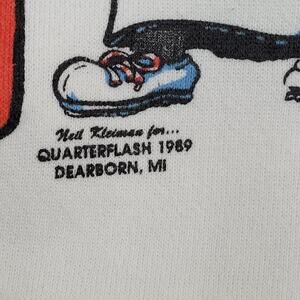 Neil Kleiman for...
QUARTERFLASH 1989
DEARBORN, MI